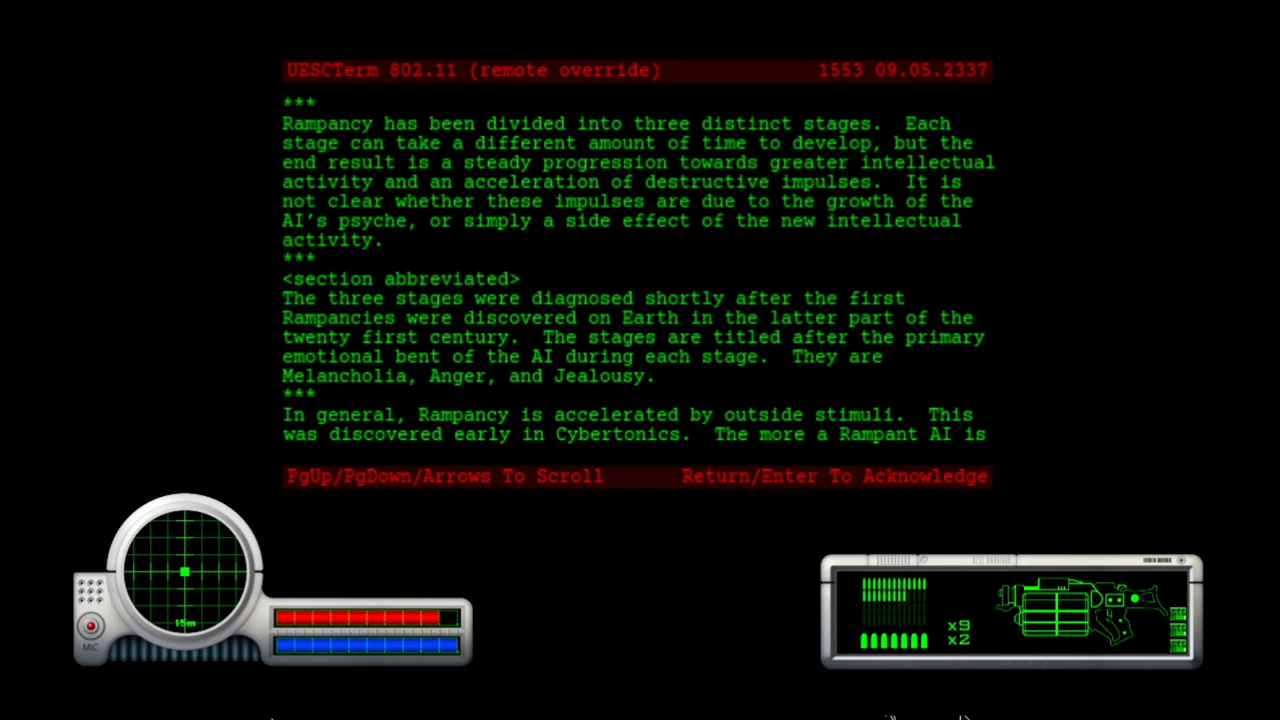 UESCTerm 802.11 (remote override) 1553 09.05.2337
***
Rampancy has been divided into three distinct stages.  Each
stage can take a different amount of time to develop, but the
end result is a steady progression towards greater intellectual
activity and an acceleration of destructive impulses.  It is
not clear whether these impulses are due to the growth of the
AI's psyche, or simply a side effect of the new intellectual
activity.
***
<section abbreviated>
The three stages were diagnosed shortly after the first
Rampancies were discovered on Earth in the latter part of the
twenty first century.  The stages are titled after the primary
emotional bent of the AI during each stage.  They are
Melancholia, Anger, and Jealousy.
***
In general, Rampancy is accelerated by outside stimuli.  This
was discovered early in Cybertonics.  The more a Rampant AI is
PgUp/PgDown/Arrows To Scroll Return/Enter To Acknowledge
15m
MIC
x9
x2